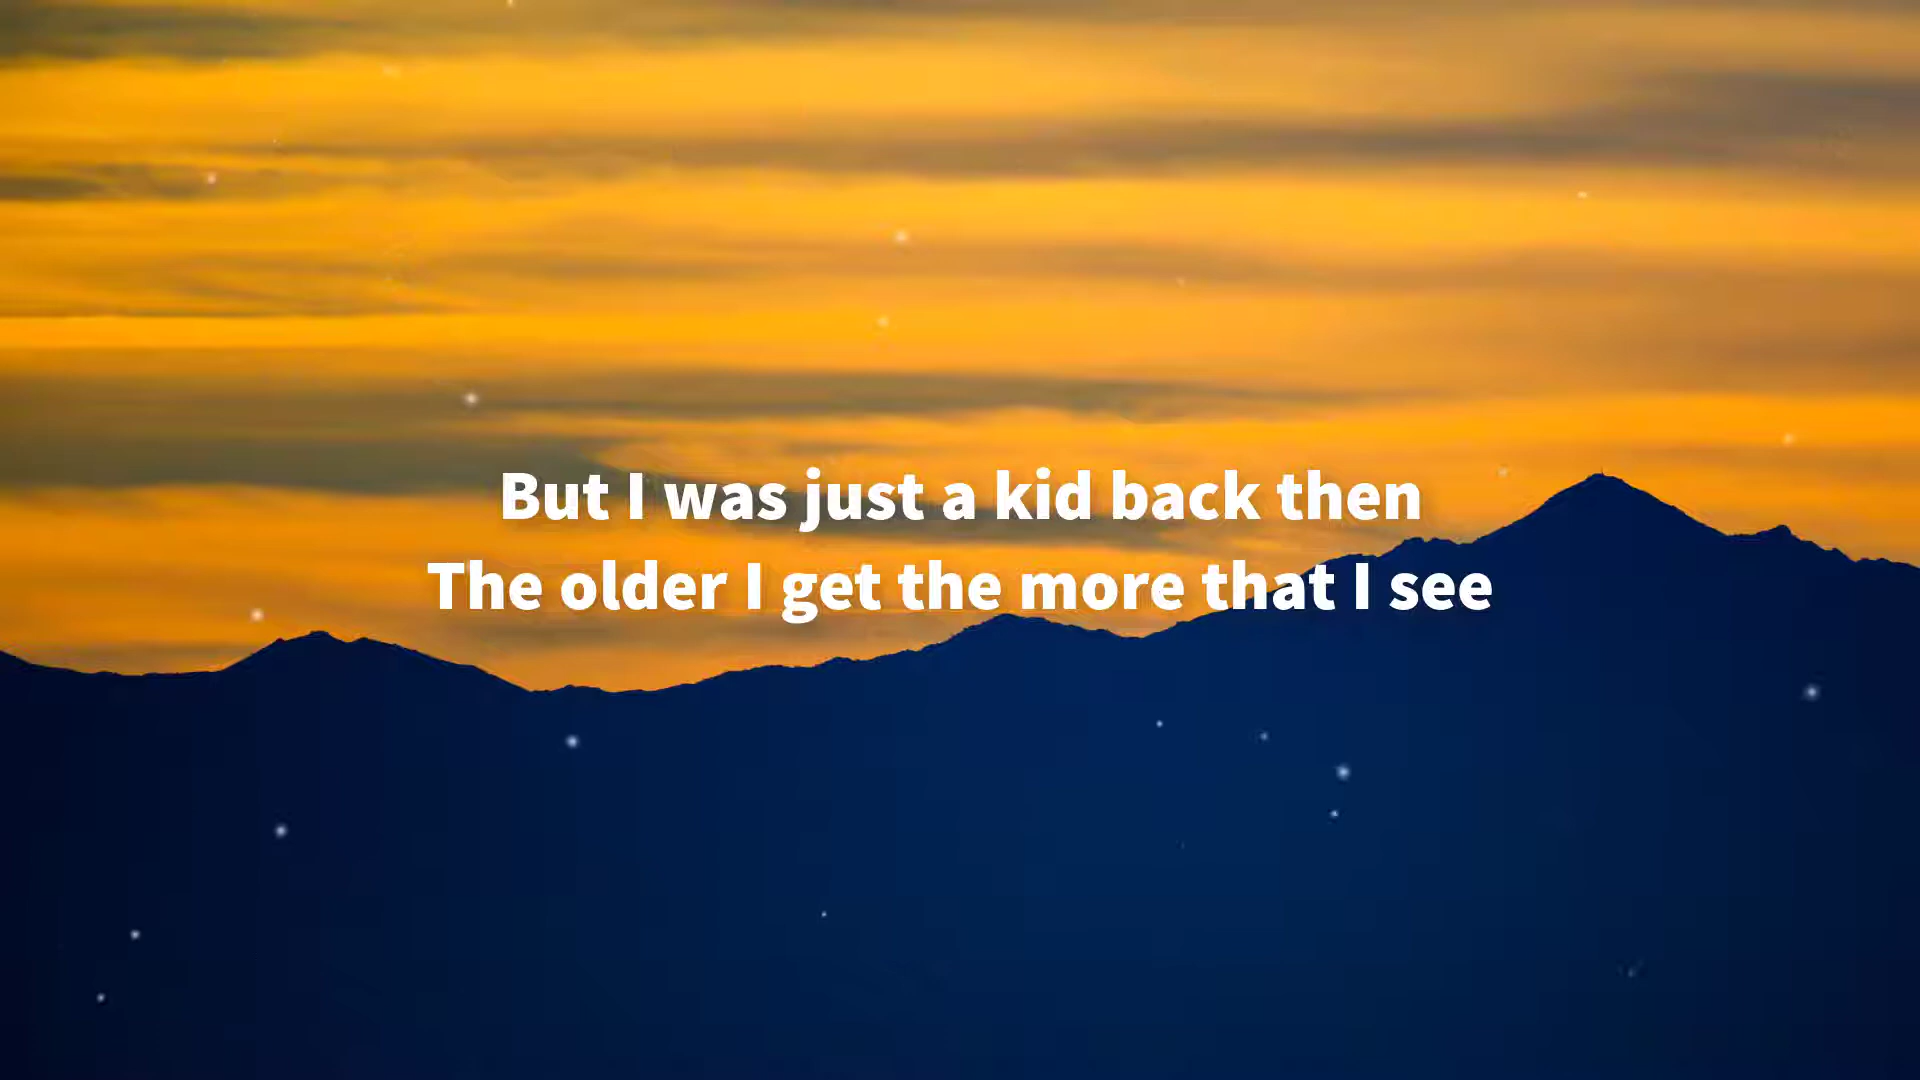 But I was just a kid back then
The older I get the more that I see